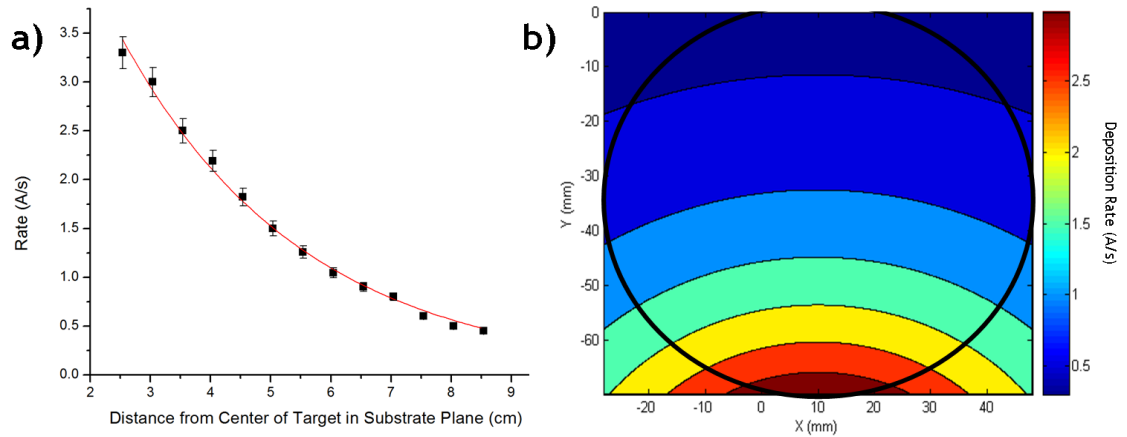 a)
3.5
3.0
2.5
2.0
1.5
1.0
0.5
0.0
Rate (A/s)
2 3 4 5 6 7 8 9
Distance from Center of Target in Substrate Plane (cm)
b)
0
-10
-20
-30
-40
-50
-60
Y (mm)
-20 -10 0 10 20 30 40
X (mm)
2.5
2
1.5
1
0.5
Deposition Rate (A/s)